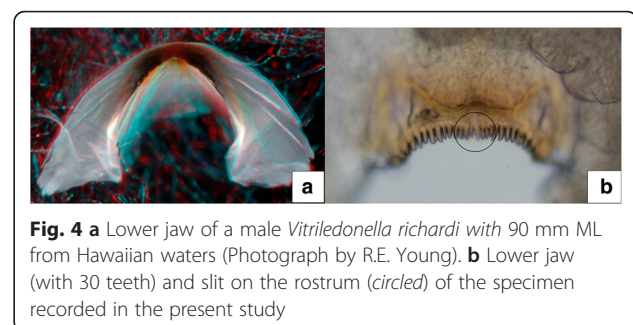 a
b
Fig. 4 a Lower jaw of a male Vitriledonella richardi with 90 mm ML
from Hawaiian waters (Photograph by R.E. Young). b Lower jaw
(with 30 teeth) and slit on the rostrum (circled) of the specimen
recorded in the present study